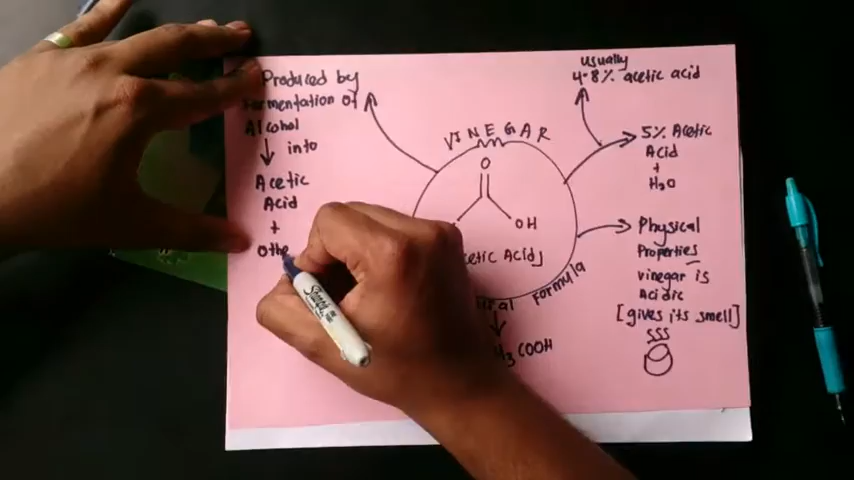 Produced by
Fermentation of
Alcohol
into
Acetic
Acid
+
Othe
VINEGAR
O
OH
cetic Acid]
Formula
COOH
usually
4-8% acetic acid
5% Acetic
Acid
+
H2O
Physical
Properties
vinegar is
Acidic
[gives its smell]
SSS
Sharpie